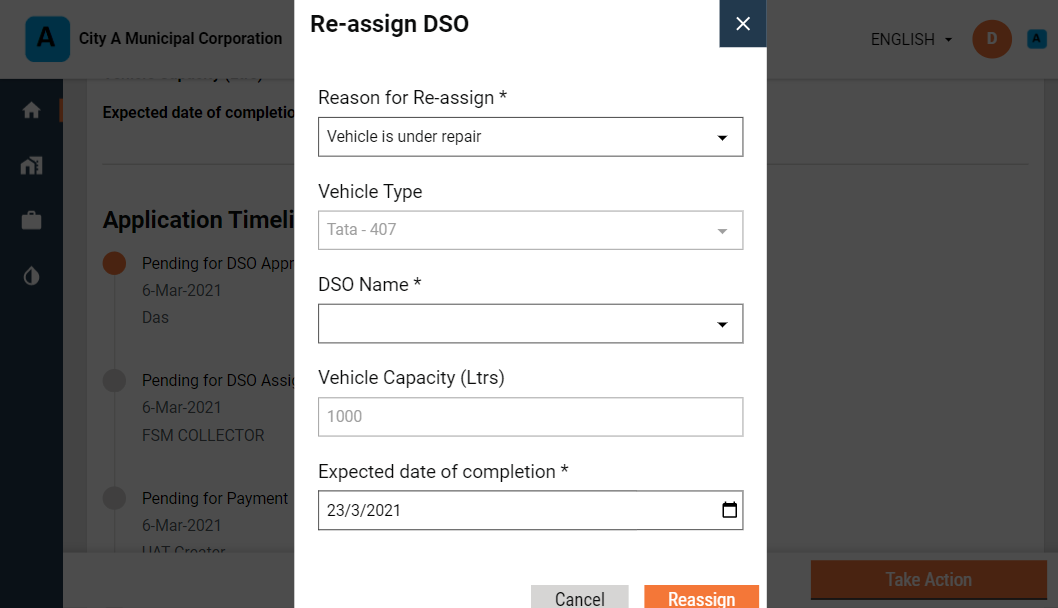 Re-assign DSO
A
City A Municipal Corporation
ENGLISH
D
A
Expected date of completio
Reason for Re-assign *
Vehicle is under repair
Vehicle Type
Tata - 407
DSO Name *
Vehicle Capacity (Ltrs)
1000
Expected date of completion *
23/3/2021
Cancel
Reassign
Application Timeli
Pending for DSO Appr
6-Mar-2021
Das
Pending for DSO Assig
6-Mar-2021
FSM COLLECTOR
Pending for Payment
6-Mar-2021
UAT Creator
Take Action